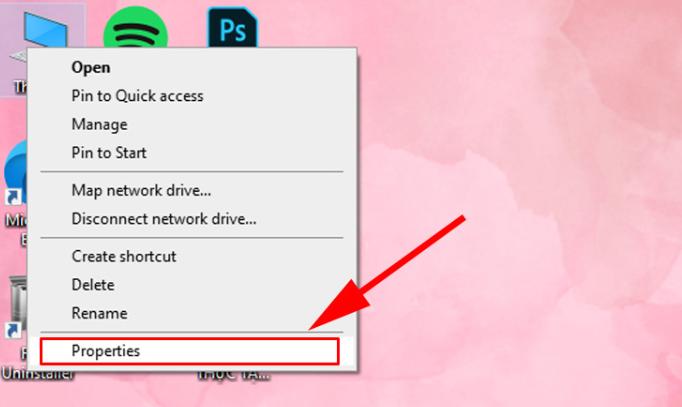 Ps
Th
Open
Pin to Quick access
Manage
Pin to Start
Map network drive...
Disconnect network drive...
Create shortcut
Delete
Rename
Properties
Uninstaller
THỰC TẬ...